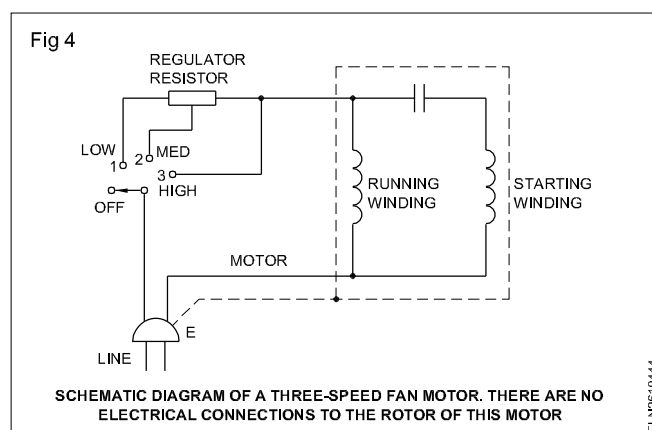 Fig 4
REGULATOR
RESISTOR
LOW
1
2
MED
3
HIGH
OFF
RUNNING
WINDING
STARTING
WINDING
MOTOR
E
LINE
SCHEMATIC DIAGRAM OF A THREE-SPEED FAN MOTOR. THERE ARE NO
ELECTRICAL CONNECTIONS TO THE ROTOR OF THIS MOTOR